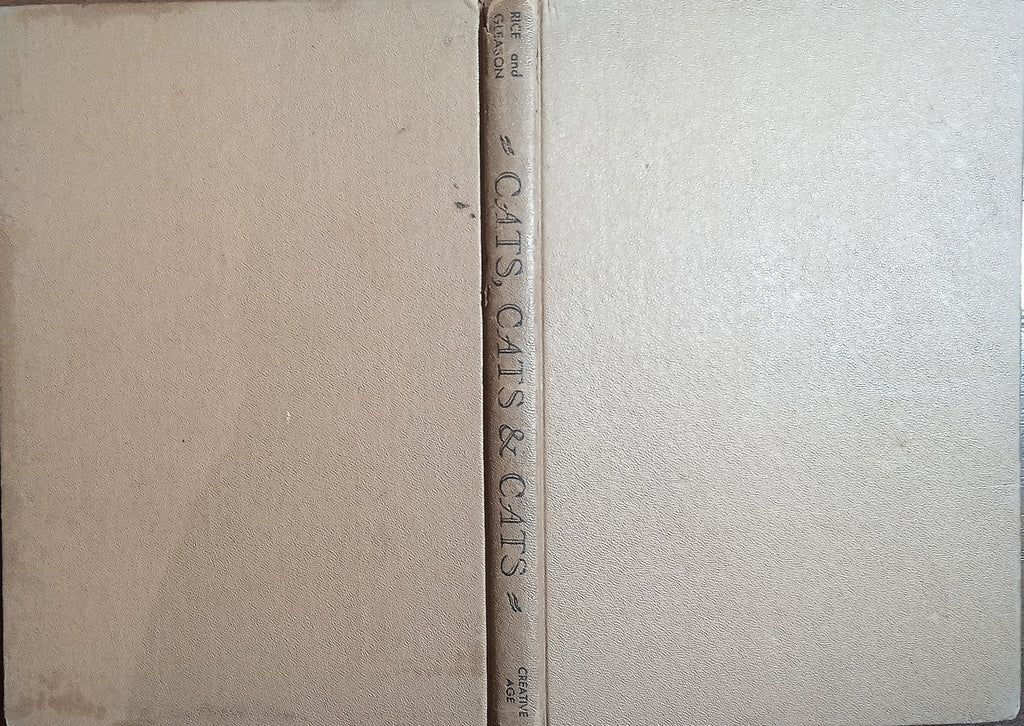 RICE and
GLEASON
CATS, CATS & CATS
CREATIVE
AGE